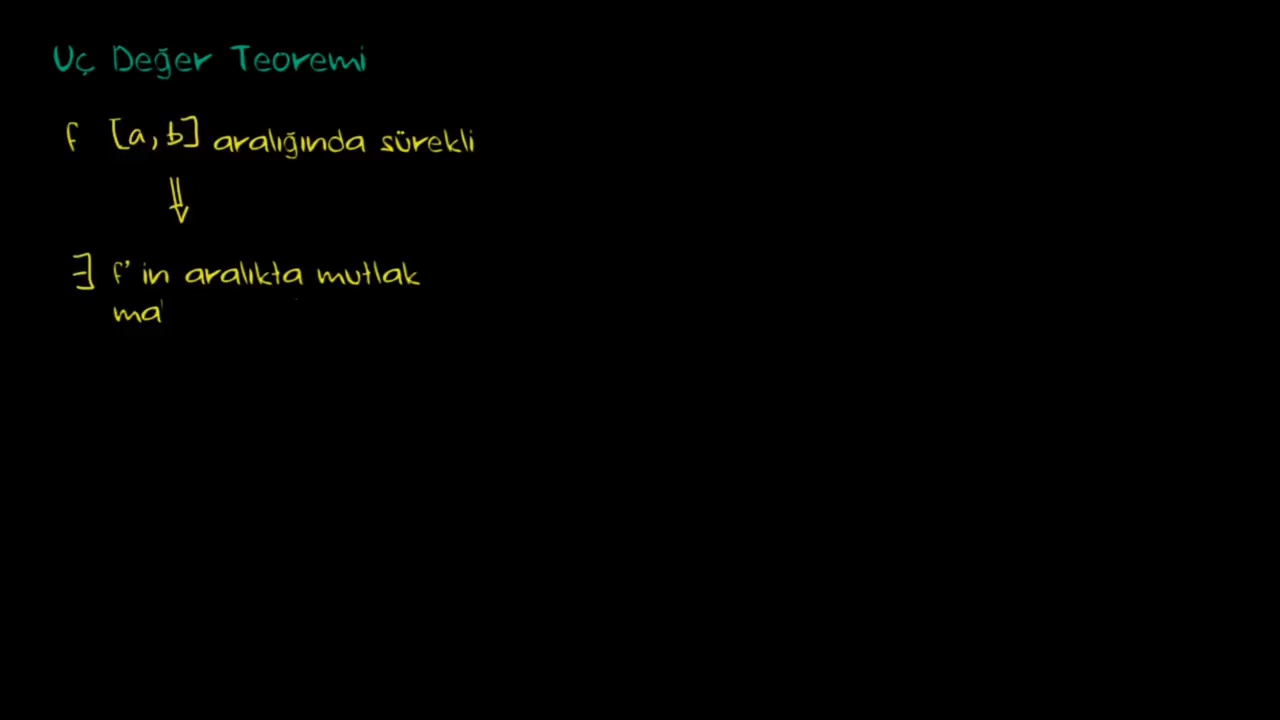 Uç Değer Teoremi
f [a, b] aralığında sürekli
⇓
∃ f'in aralıkta mutlak
ma